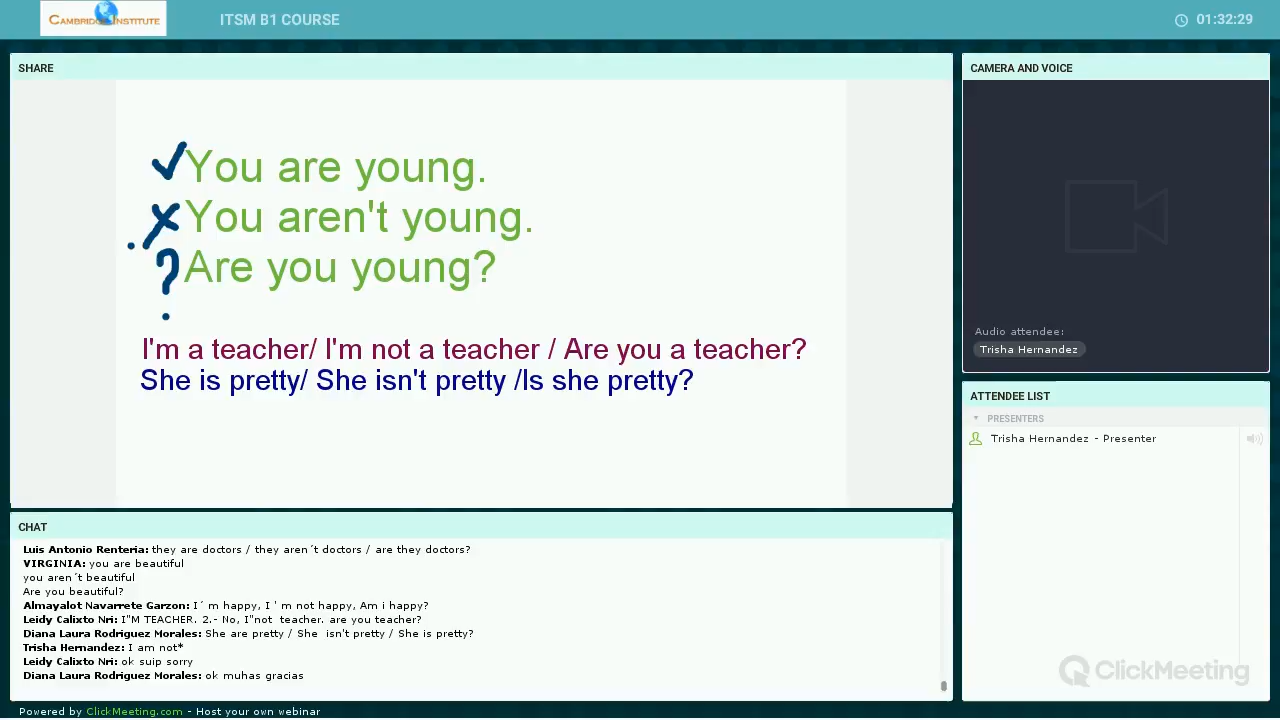 CAMBRIDGE INSTITUTE
ITSM B1 COURSE
01:32:29
SHARE
You are young.
You aren't young.
? Are you young?
I'm a teacher/ I'm not a teacher / Are you a teacher?
She is pretty/ She isn't pretty /Is she pretty?
CAMERA AND VOICE
Audio attendee:
Trisha Hernandez
ATTENDEE LIST
PRESENTERS
Trisha Hernandez - Presenter
CHAT
Luis Antonio Renteria: they are doctors / they aren´t doctors / are they doctors?
VIRGINIA: you are beautiful
you aren´t beautiful
Are you beautiful?
Almayalot Navarrete Garzon: I´ m happy, I ' m not happy, Am i happy?
Leidy Calixto Nri: I"M TEACHER. 2.- No, I"not  teacher. are you teacher?
Diana Laura Rodriguez Morales: She are pretty / She  isn't pretty / She is pretty?
Trisha Hernandez: I am not*
Leidy Calixto Nri: ok suip sorry
Diana Laura Rodriguez Morales: ok muhas gracias
ClickMeeting
Powered by ClickMeeting.com - Host your own webinar